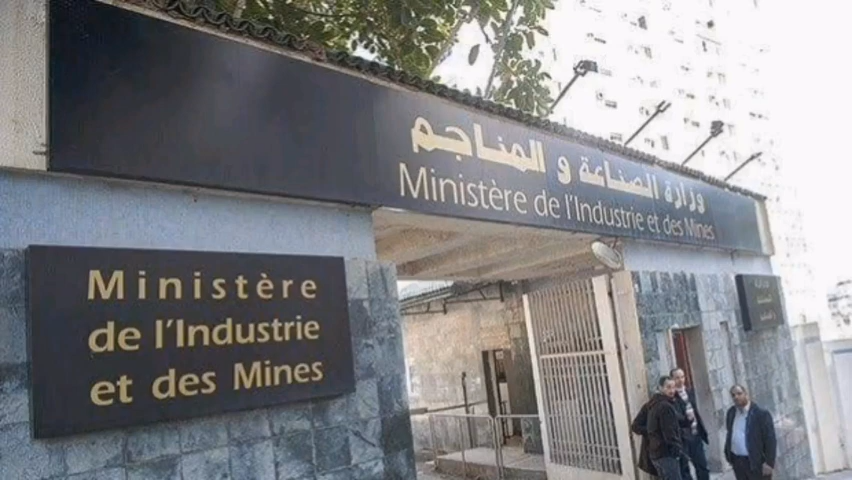 وزارة الصناعة و المناجم
Ministère de l'Industrie et des Mines
Ministère
de l'Industrie
et des Mines